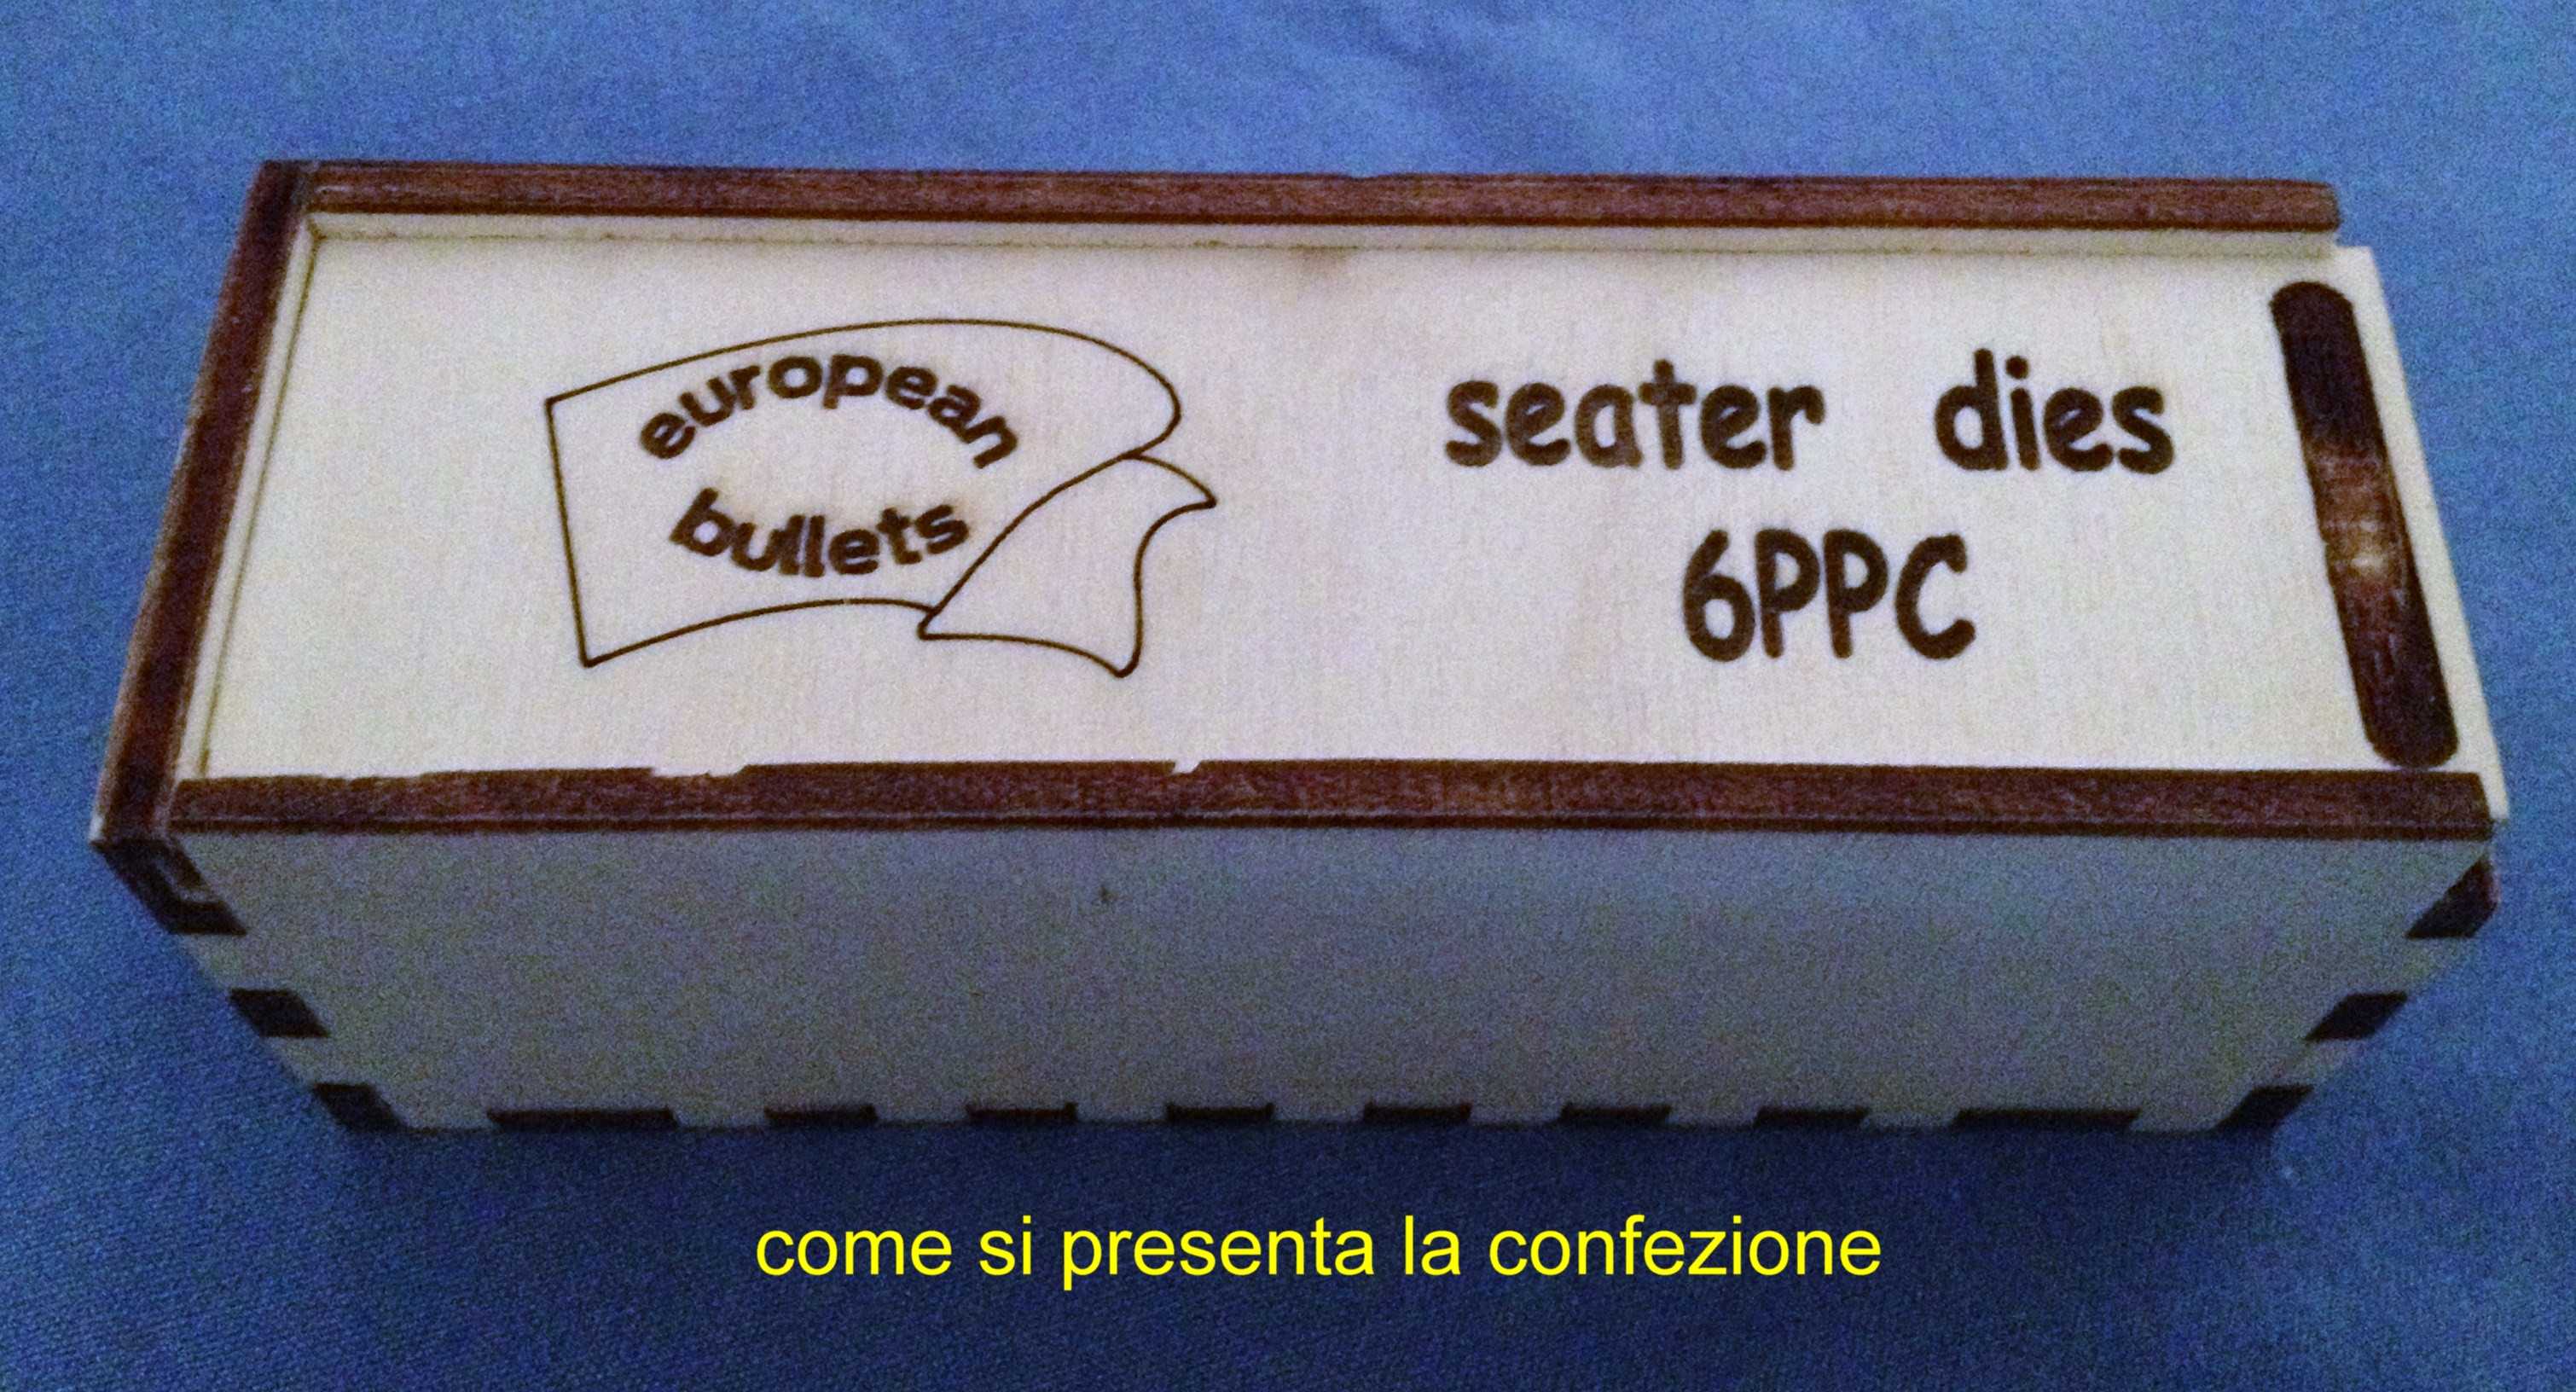 european
bullets
seater dies
6PPC
come si presenta la confezione